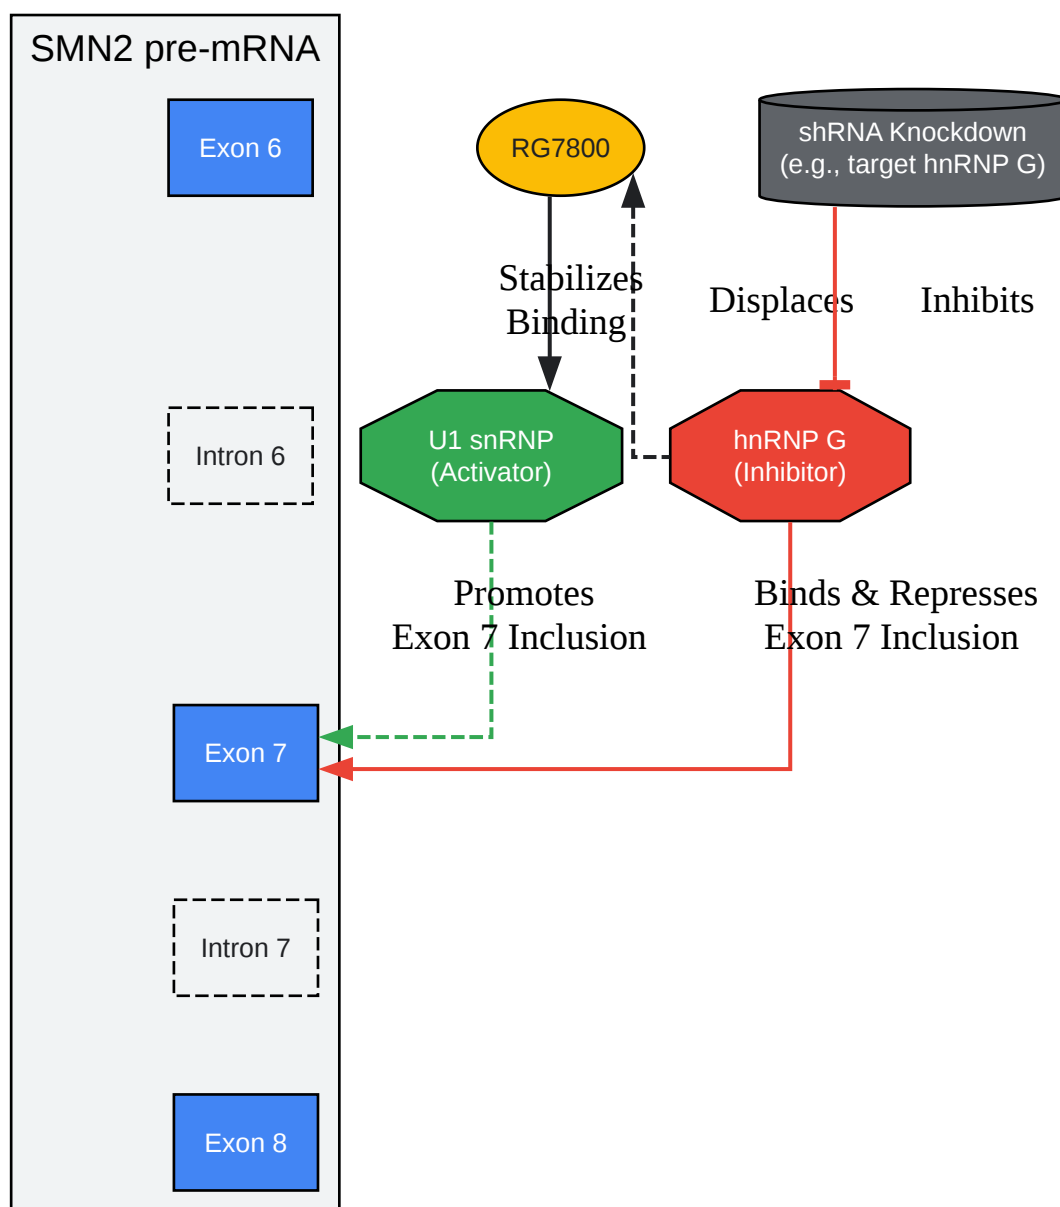 SMN2 pre-mRNA
Exon 6
RG7800
shRNA Knockdown
(e.g., target hnRNP G)
Stabilizes
Binding
Displaces
Inhibits
Intron 6
U1 snRNP
(Activator)
hnRNP G
(Inhibitor)
Promotes
Exon 7 Inclusion
Binds & Represses
Exon 7 Inclusion
Exon 7
Intron 7
Exon 8